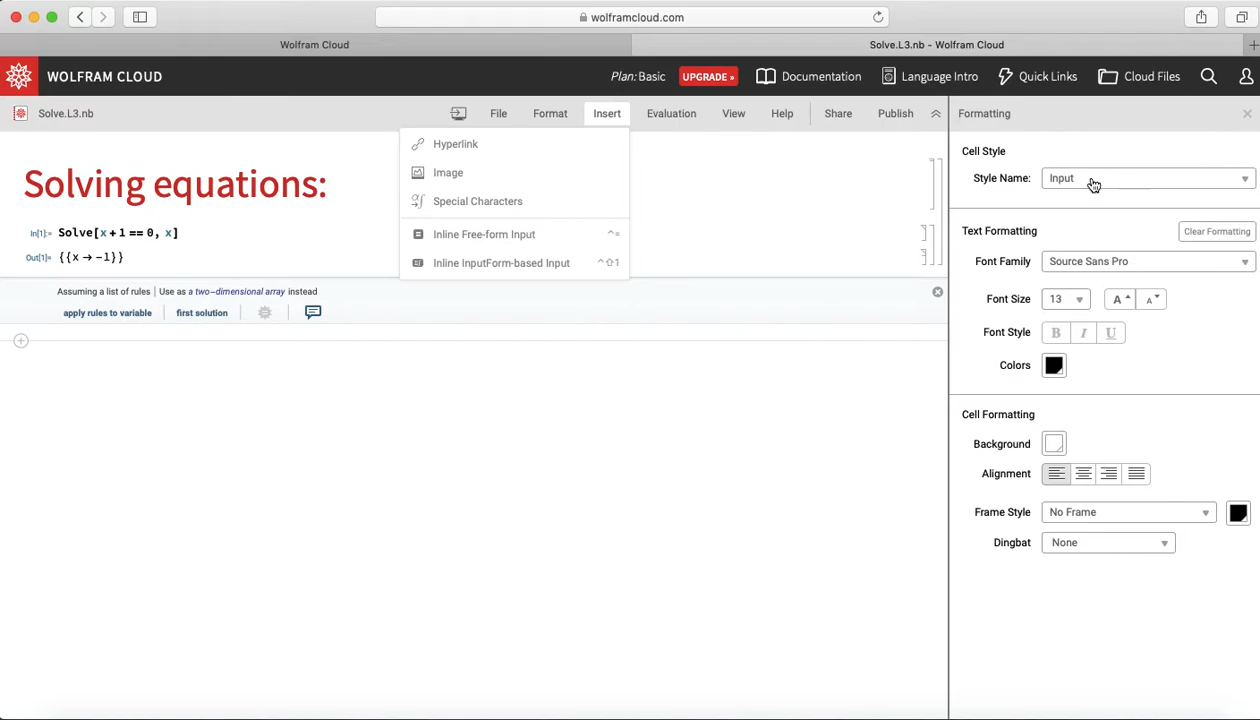 wolframcloud.com
Wolfram Cloud
Solve.L3.nb - Wolfram Cloud
WOLFRAM CLOUD
Plan: Basic
UPGRADE »
Documentation
Language Intro
Quick Links
Cloud Files
Solve.L3.nb
File
Format
Insert
Evaluation
View
Help
Share
Publish
Formatting
Hyperlink
Image
Special Characters
Inline Free-form Input ^=
Inline InputForm-based Input ^⇧1
Solving equations:
In[1]:= Solve[x + 1 == 0, x]
Out[1]= {{x → -1}}
Assuming a list of rules | Use as a two-dimensional array instead
apply rules to variable
first solution
Cell Style
Style Name: Input
Text Formatting
Clear Formatting
Font Family Source Sans Pro
Font Size 13 A A
Font Style B I U
Colors
Cell Formatting
Background
Alignment
Frame Style No Frame
Dingbat None